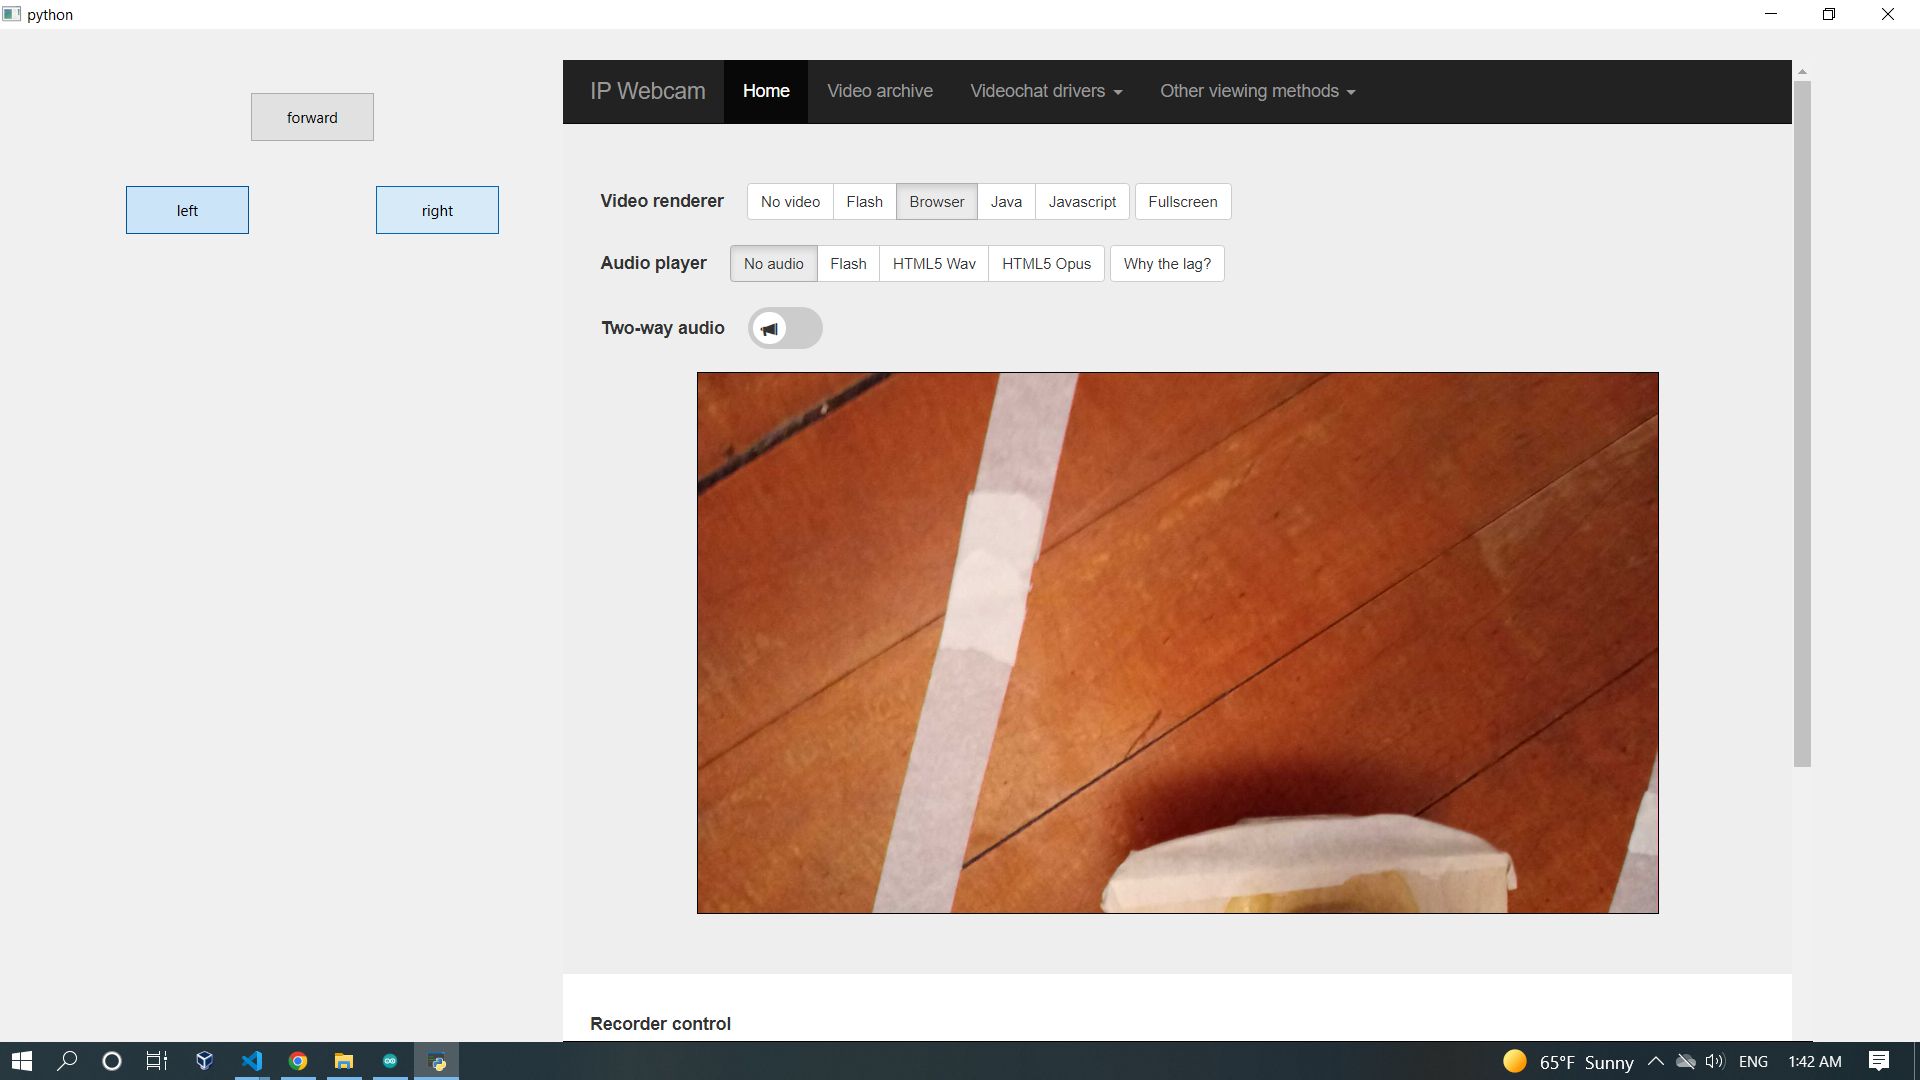 python
forward
left
right
IP Webcam Home Video archive Videochat drivers Other viewing methods
Video renderer No video Flash Browser Java Javascript Fullscreen
Audio player No audio Flash HTML5 Wav HTML5 Opus Why the lag?
Two-way audio
Recorder control
65°F Sunny ENG 1:42 AM